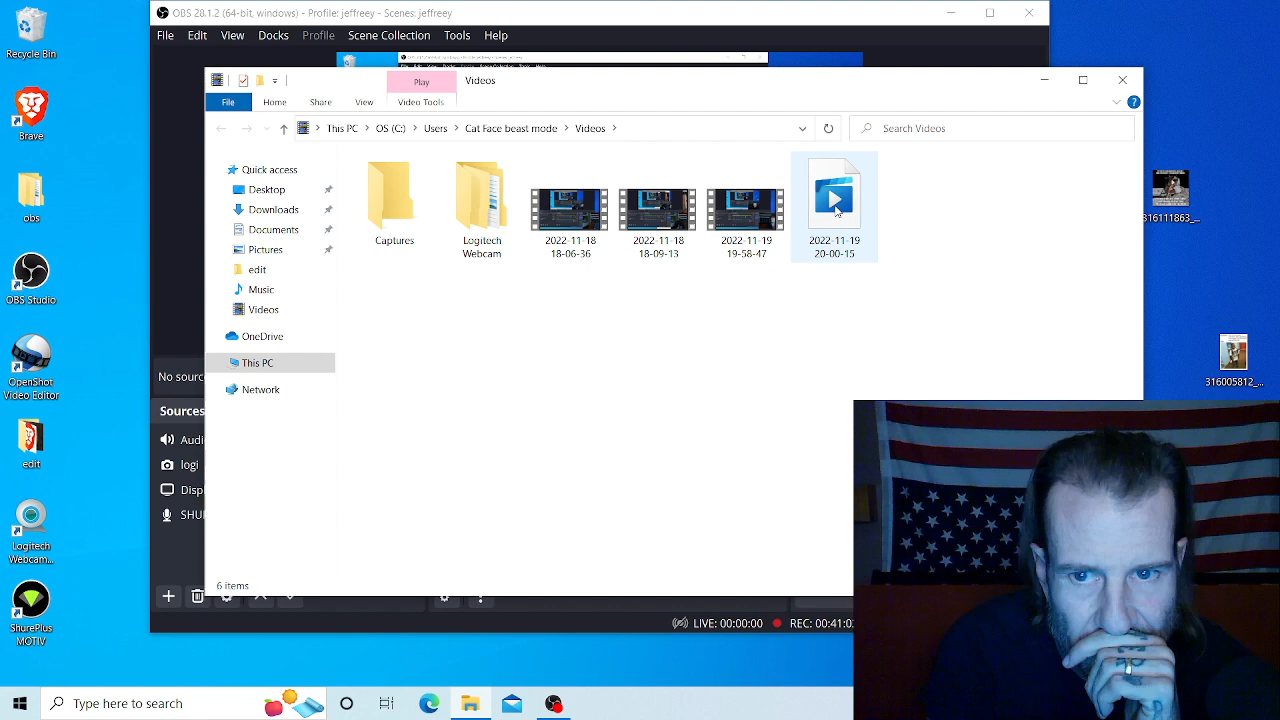 OBS 28.1.2 (64-bit, windows) - Profile: jeffreey - Scenes: jeffreey
File Edit View Docks Profile Scene Collection Tools Help
Play
Videos
File
Home
Share
View
Video Tools
This PC
OS (C:)
Users
Cat Face beast mode
Videos
Search Videos
Quick access
Desktop
Downloads
Documents
Pictures
edit
Music
Videos
OneDrive
This PC
Network
Captures
Logitech
Webcam
2022-11-18
18-06-36
2022-11-18
18-09-13
2022-11-19
19-58-47
2022-11-19
20-00-15
6 items
Recycle Bin
Brave
obs
OBS Studio
OpenShot
Video Editor
edit
Logitech
Webcam...
ShurePlus
MOTIV
316111863_...
316005812_...
No sourc
Sources
Audi
logi
Disp
SHU
LIVE: 00:00:00
REC: 00:41:0
Type here to search